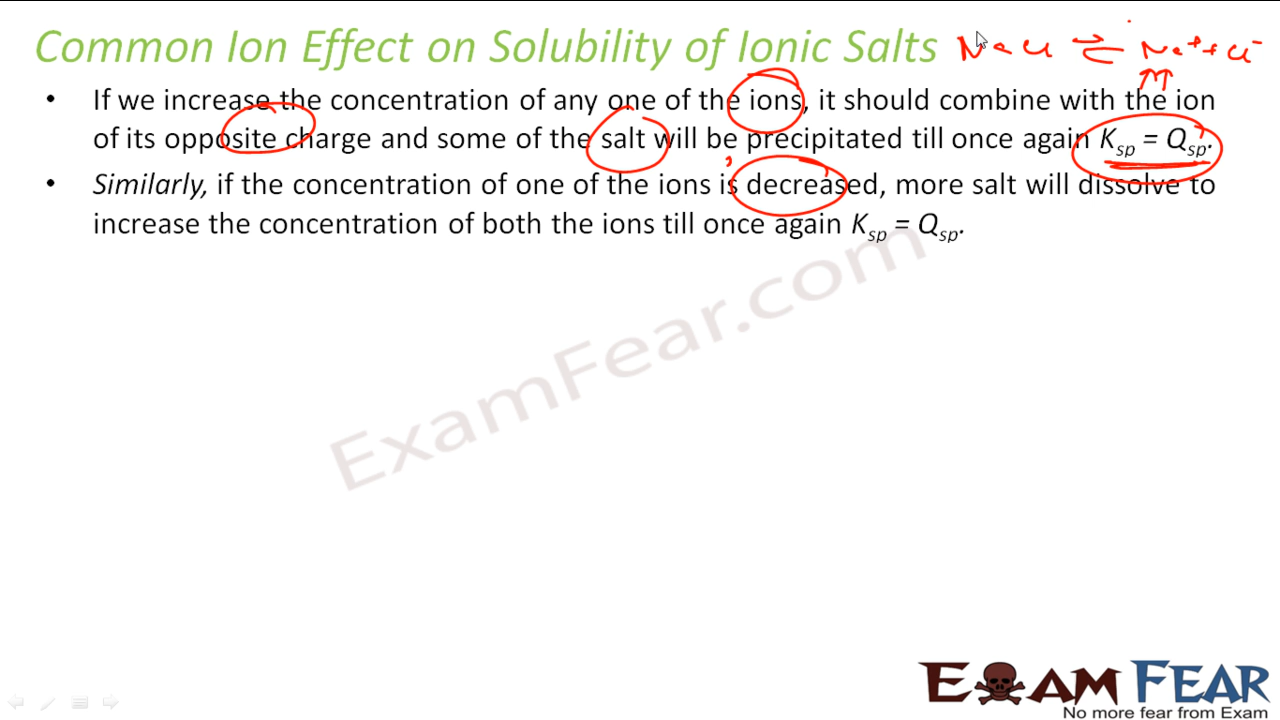 Common Ion Effect on Solubility of Ionic Salts
NaCl ⇌ Na⁺ + Cl⁻
• If we increase the concentration of any one of the ions, it should combine with the ion
of its opposite charge and some of the salt will be precipitated till once again Ksp = Qsp.
• Similarly, if the concentration of one of the ions is decreased, more salt will dissolve to
increase the concentration of both the ions till once again Ksp = Qsp.
ExamFear.com
EXAM FEAR
No more fear from Exam